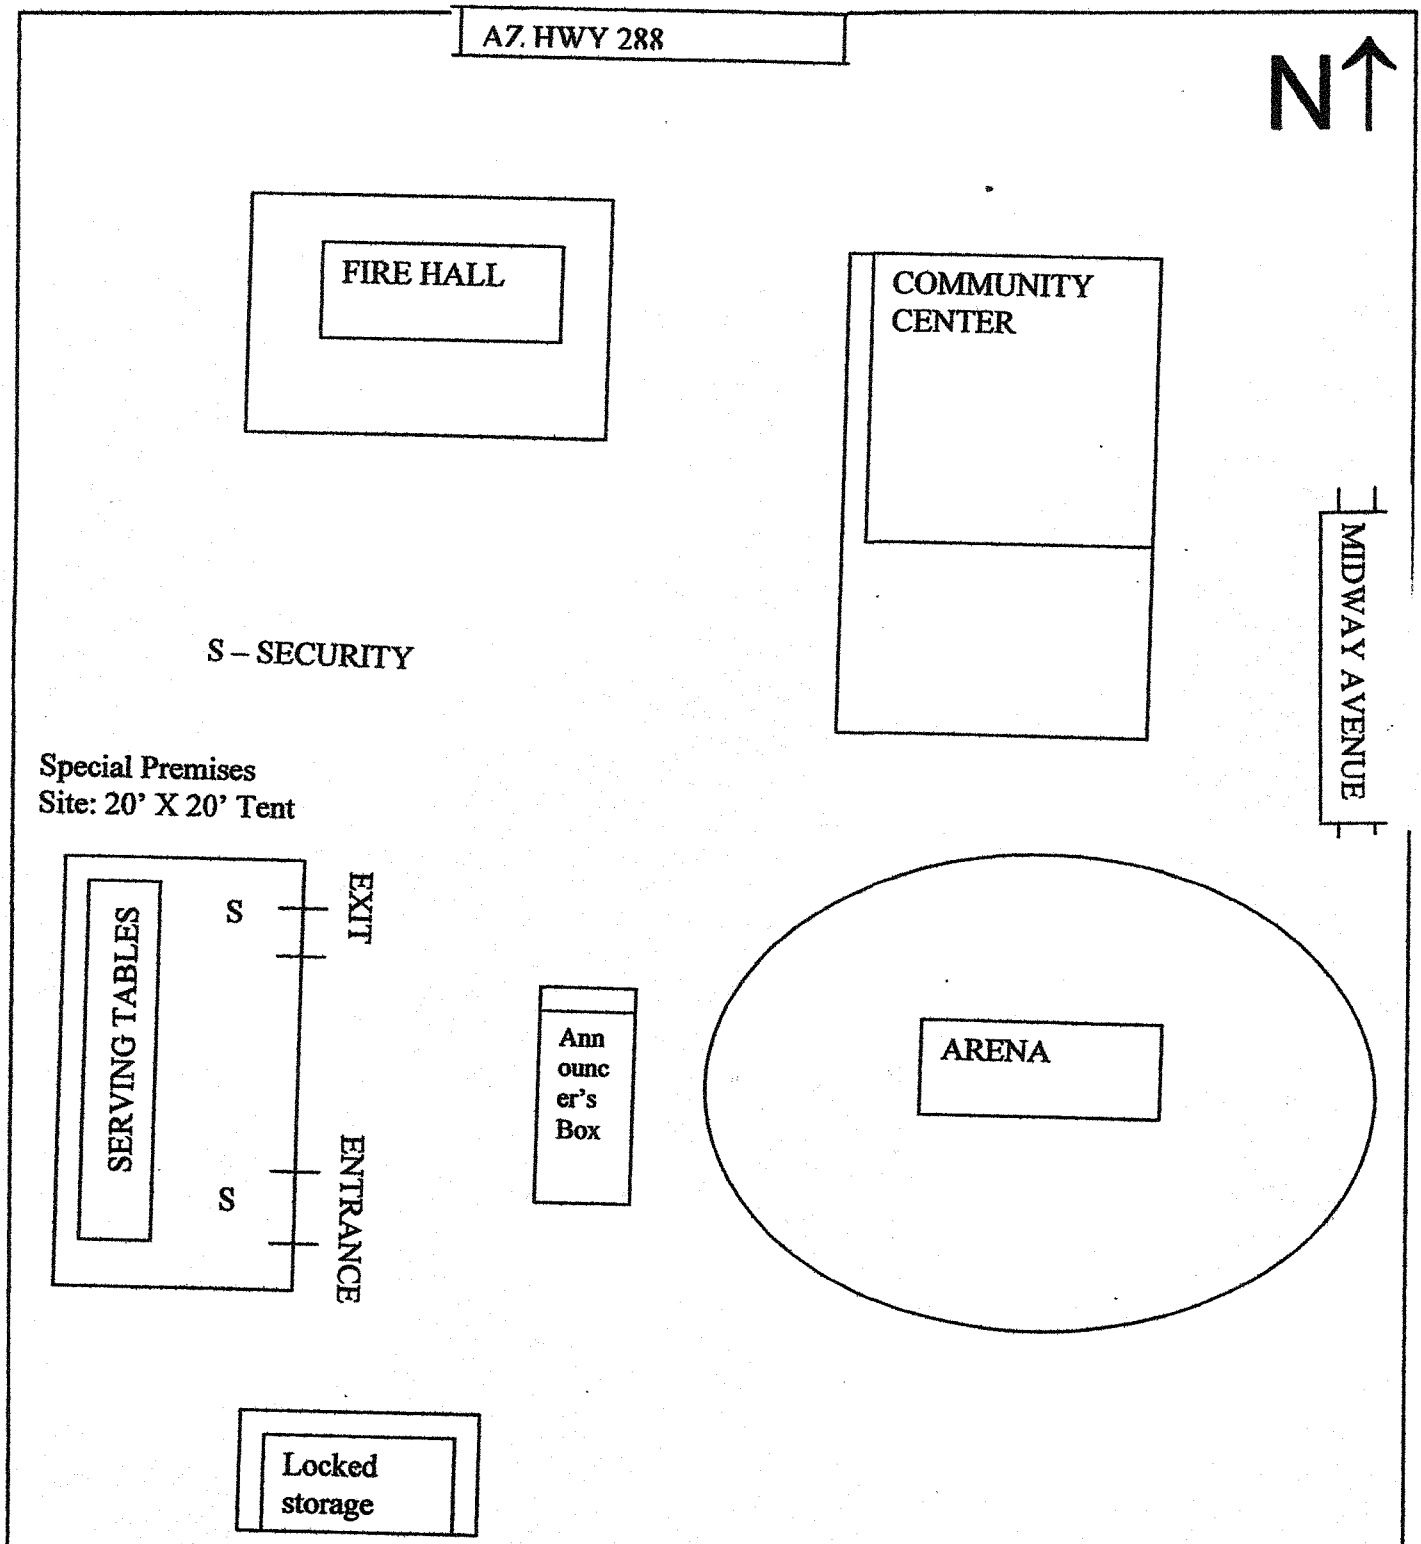 AZ HWY 288
N
FIRE HALL
COMMUNITY
CENTER
MIDWAY AVENUE
S – SECURITY
Special Premises
Site: 20’ X 20’ Tent
SERVING TABLES
S
EXIT
S
ENTRANCE
Ann
ounc
er’s
Box
ARENA
Locked
storage